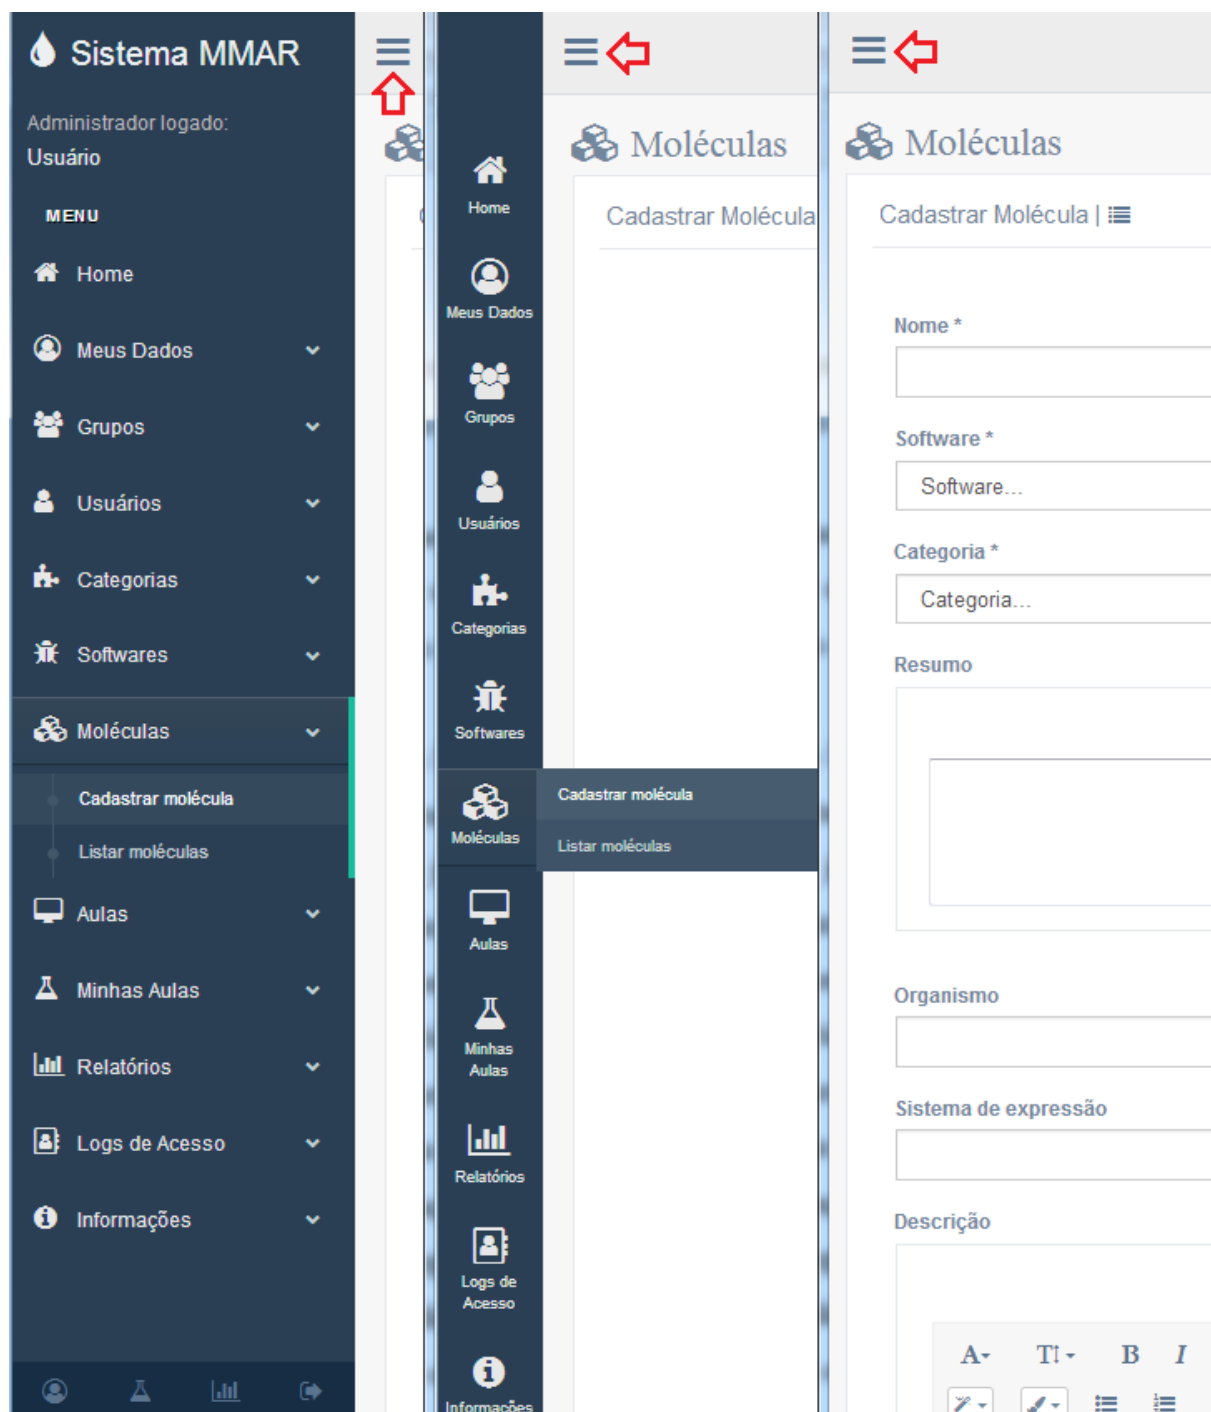 Sistema MMAR
Administrador logado:
Usuário
MENU
Home
Meus Dados
Grupos
Usuários
Categorias
Softwares
Moléculas
Cadastrar molécula
Listar moléculas
Aulas
Minhas Aulas
Relatórios
Logs de Acesso
Informações
Home
Meus Dados
Grupos
Usuários
Categorias
Softwares
Moléculas
Cadastrar molécula
Listar moléculas
Aulas
Minhas
Aulas
Relatórios
Logs de
Acesso
Informações
Moléculas
Cadastrar Molécula
Moléculas
Cadastrar Molécula |
Nome *
Software *
Software...
Categoria *
Categoria...
Resumo
Organismo
Sistema de expressão
Descrição
A T B I